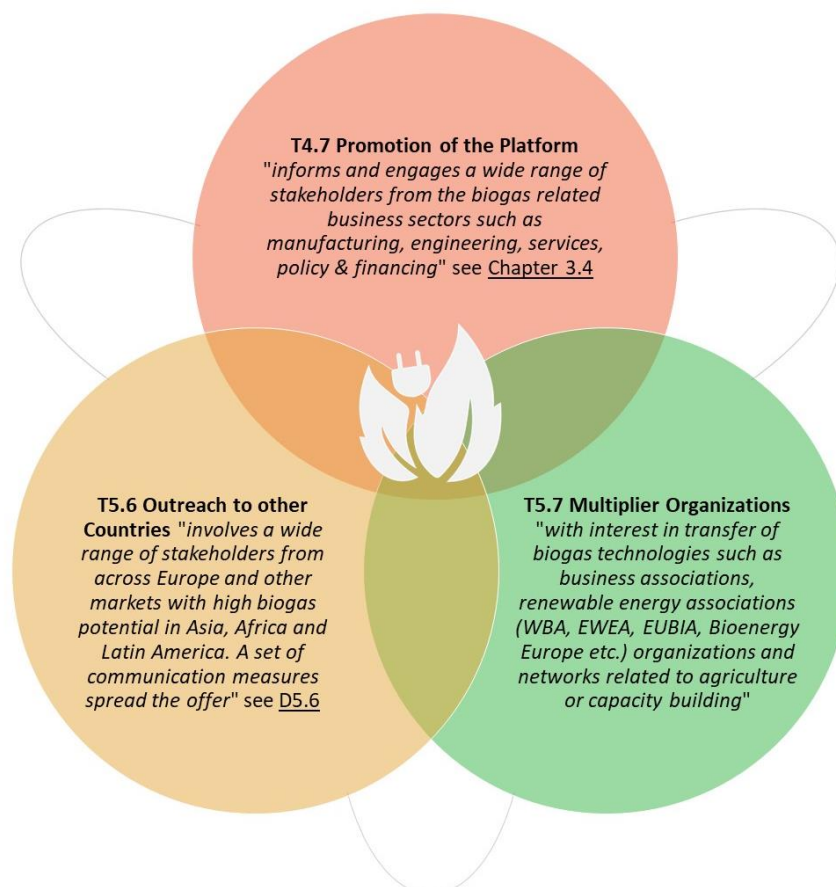 T4.7 Promotion of the Platform
"informs and engages a wide range of
stakeholders from the biogas related
business sectors such as
manufacturing, engineering, services,
policy & financing" see Chapter 3.4
T5.6 Outreach to other
Countries "involves a wide
range of stakeholders from
across Europe and other
markets with high biogas
potential in Asia, Africa and
Latin America. A set of
communication measures
spread the offer" see D5.6
T5.7 Multiplier Organizations
"with interest in transfer of
biogas technologies such as
business associations,
renewable energy associations
(WBA, EWEA, EUBIA, Bioenergy
Europe etc.) organizations and
networks related to agriculture
or capacity building"